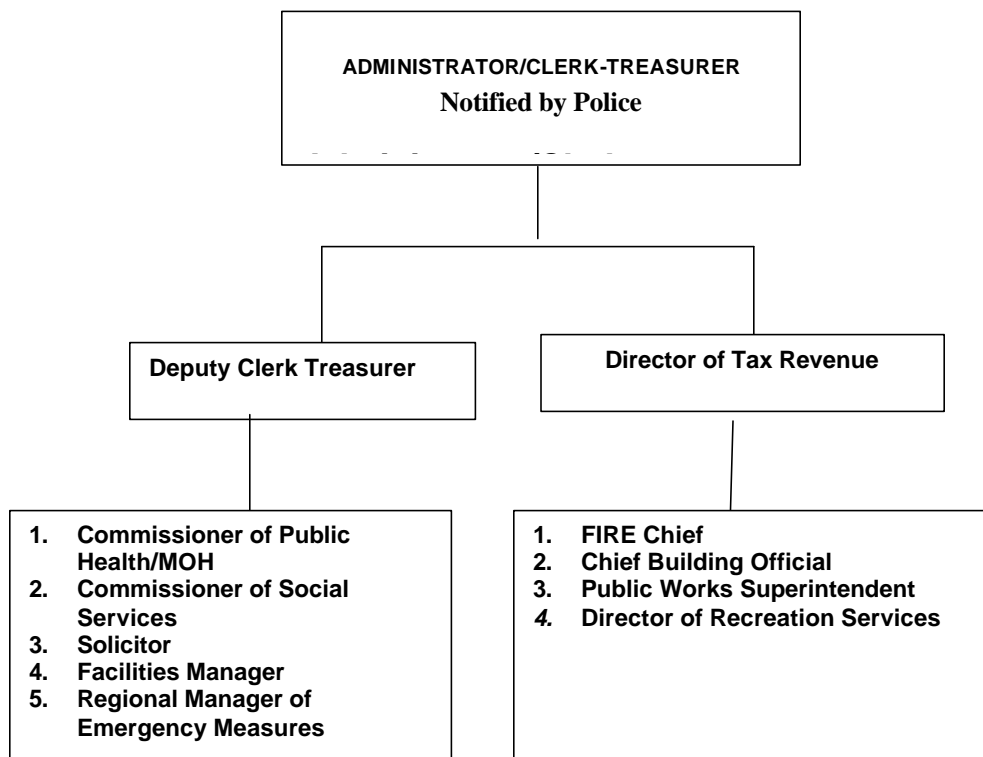 ADMINISTRATOR/CLERK-TREASURER
Notified by Police
Deputy Clerk Treasurer
Director of Tax Revenue
1. Commissioner of Public
Health/MOH
2. Commissioner of Social
Services
3. Solicitor
4. Facilities Manager
5. Regional Manager of
Emergency Measures
1. FIRE Chief
2. Chief Building Official
3. Public Works Superintendent
4. Director of Recreation Services